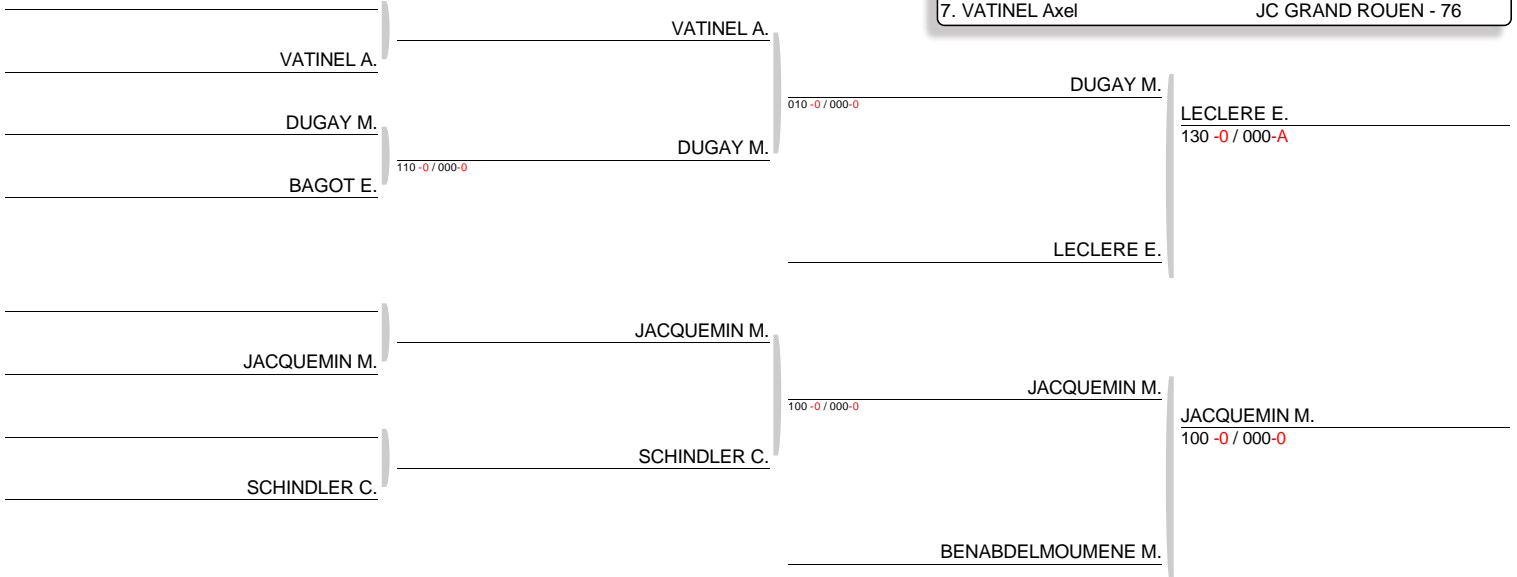 7. VATINEL Axel JC GRAND ROUEN - 76
VATINEL A.
VATINEL A.
DUGAY M.
010 -0 / 000-0
LECLERE E.
130 -0 / 000-A
DUGAY M.
DUGAY M.
110 -0 / 000-0
BAGOT E.
LECLERE E.
JACQUEMIN M.
JACQUEMIN M.
JACQUEMIN M.
100 -0 / 000-0
JACQUEMIN M.
100 -0 / 000-0
SCHINDLER C.
SCHINDLER C.
BENABDELMOUMENE M.